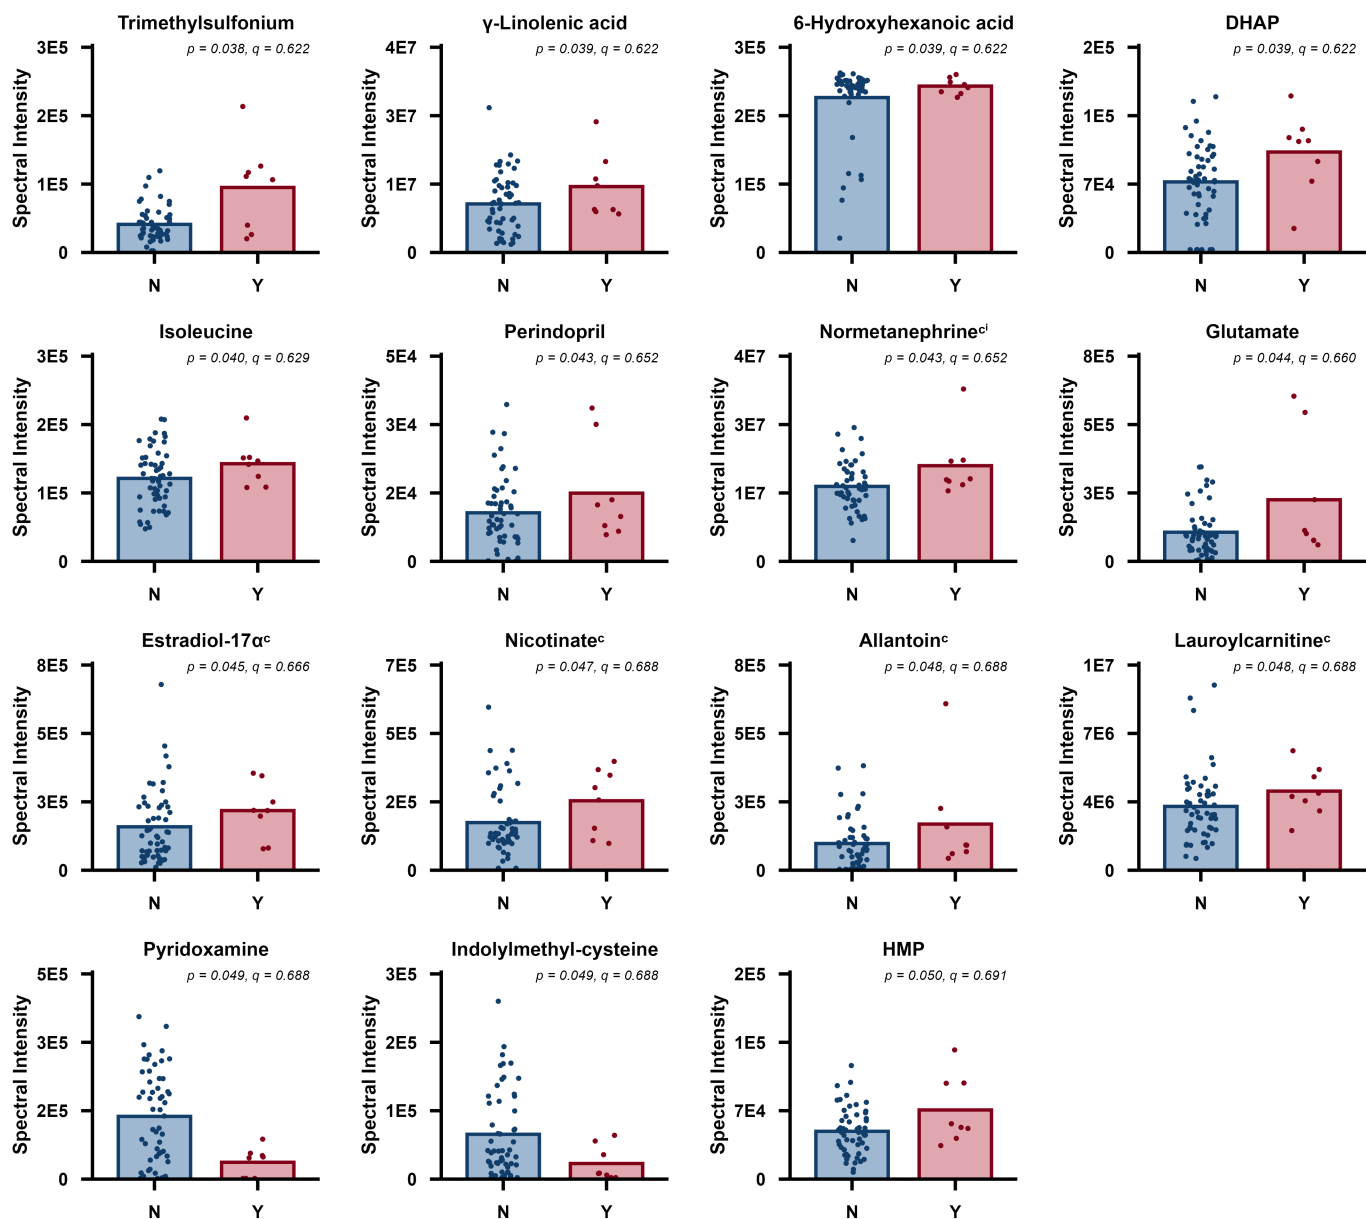 Trimethylsulfonium
p = 0.038, q = 0.622
Spectral Intensity
3E5
2E5
1E5
0
N
Y
γ-Linolenic acid
p = 0.039, q = 0.622
Spectral Intensity
4E7
3E7
1E7
0
N
Y
6-Hydroxyhexanoic acid
p = 0.039, q = 0.622
Spectral Intensity
3E5
2E5
1E5
0
N
Y
DHAP
p = 0.039, q = 0.622
Spectral Intensity
2E5
1E5
7E4
0
N
Y
Isoleucine
p = 0.040, q = 0.629
Spectral Intensity
3E5
2E5
1E5
0
N
Y
Perindopril
p = 0.043, q = 0.652
Spectral Intensity
5E4
3E4
2E4
0
N
Y
Normetanephrineᶜⁱ
p = 0.043, q = 0.652
Spectral Intensity
4E7
3E7
1E7
0
N
Y
Glutamate
p = 0.044, q = 0.660
Spectral Intensity
8E5
5E5
3E5
0
N
Y
Estradiol-17αᶜ
p = 0.045, q = 0.666
Spectral Intensity
8E5
5E5
3E5
0
N
Y
Nicotinateᶜ
p = 0.047, q = 0.688
Spectral Intensity
7E5
5E5
2E5
0
N
Y
Allantoinᶜ
p = 0.048, q = 0.688
Spectral Intensity
8E5
5E5
3E5
0
N
Y
Lauroylcarnitineᶜ
p = 0.048, q = 0.688
Spectral Intensity
1E7
7E6
4E6
0
N
Y
Pyridoxamine
p = 0.049, q = 0.688
Spectral Intensity
5E5
3E5
2E5
0
N
Y
Indolylmethyl-cysteine
p = 0.049, q = 0.688
Spectral Intensity
3E5
2E5
1E5
0
N
Y
HMP
p = 0.050, q = 0.691
Spectral Intensity
2E5
1E5
7E4
0
N
Y